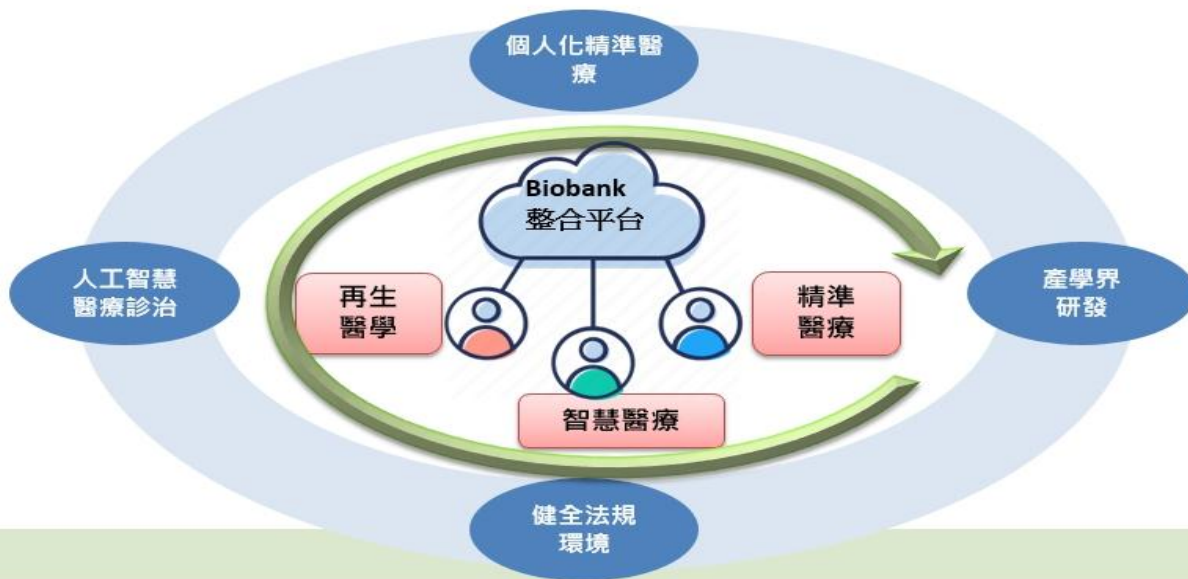 個人化精準醫
療
Biobank
整合平台
人工智慧
醫療診治
再生
醫學
精準
醫療
產學界
研發
智慧醫療
健全法規
環境